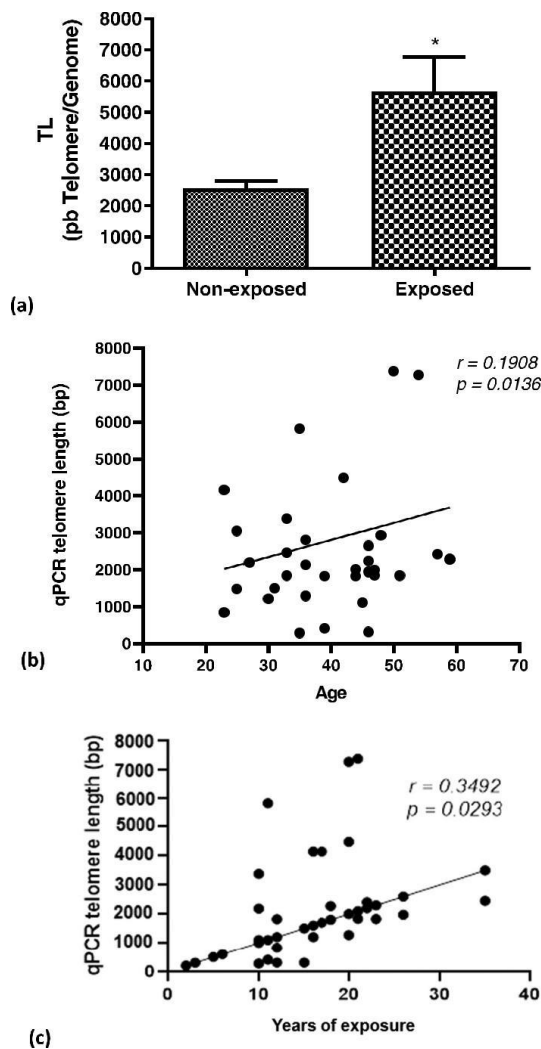 8000
7000
6000
5000
4000
3000
2000
1000
0
TL
(pb Telomere/Genome)
*
Non-exposed
Exposed
(a)
8000
7000
6000
5000
4000
3000
2000
1000
0
qPCR telomere length (bp)
r = 0.1908
p = 0.0136
10 20 30 40 50 60 70
Age
(b)
8000
7000
6000
5000
4000
3000
2000
1000
0
qPCR telomere length (bp)
r = 0.3492
p = 0.0293
0 10 20 30 40
Years of exposure
(c)